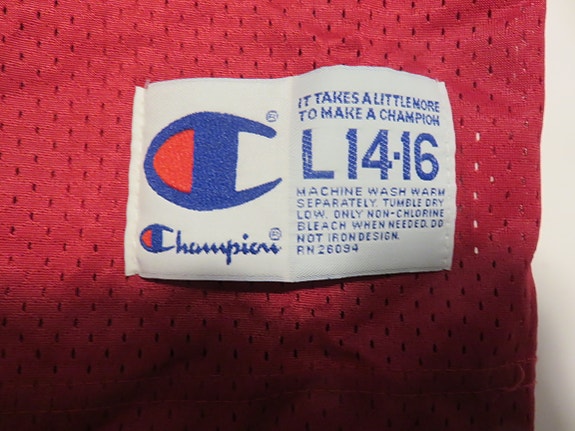 IT TAKES A LITTLE MORE
TO MAKE A CHAMPION
L 14-16
MACHINE WASH WARM
SEPARATELY. TUMBLE DRY
LOW. ONLY NON-CHLORINE
BLEACH WHEN NEEDED. DO
NOT IRON DESIGN.
RN 26094
®
Champion®